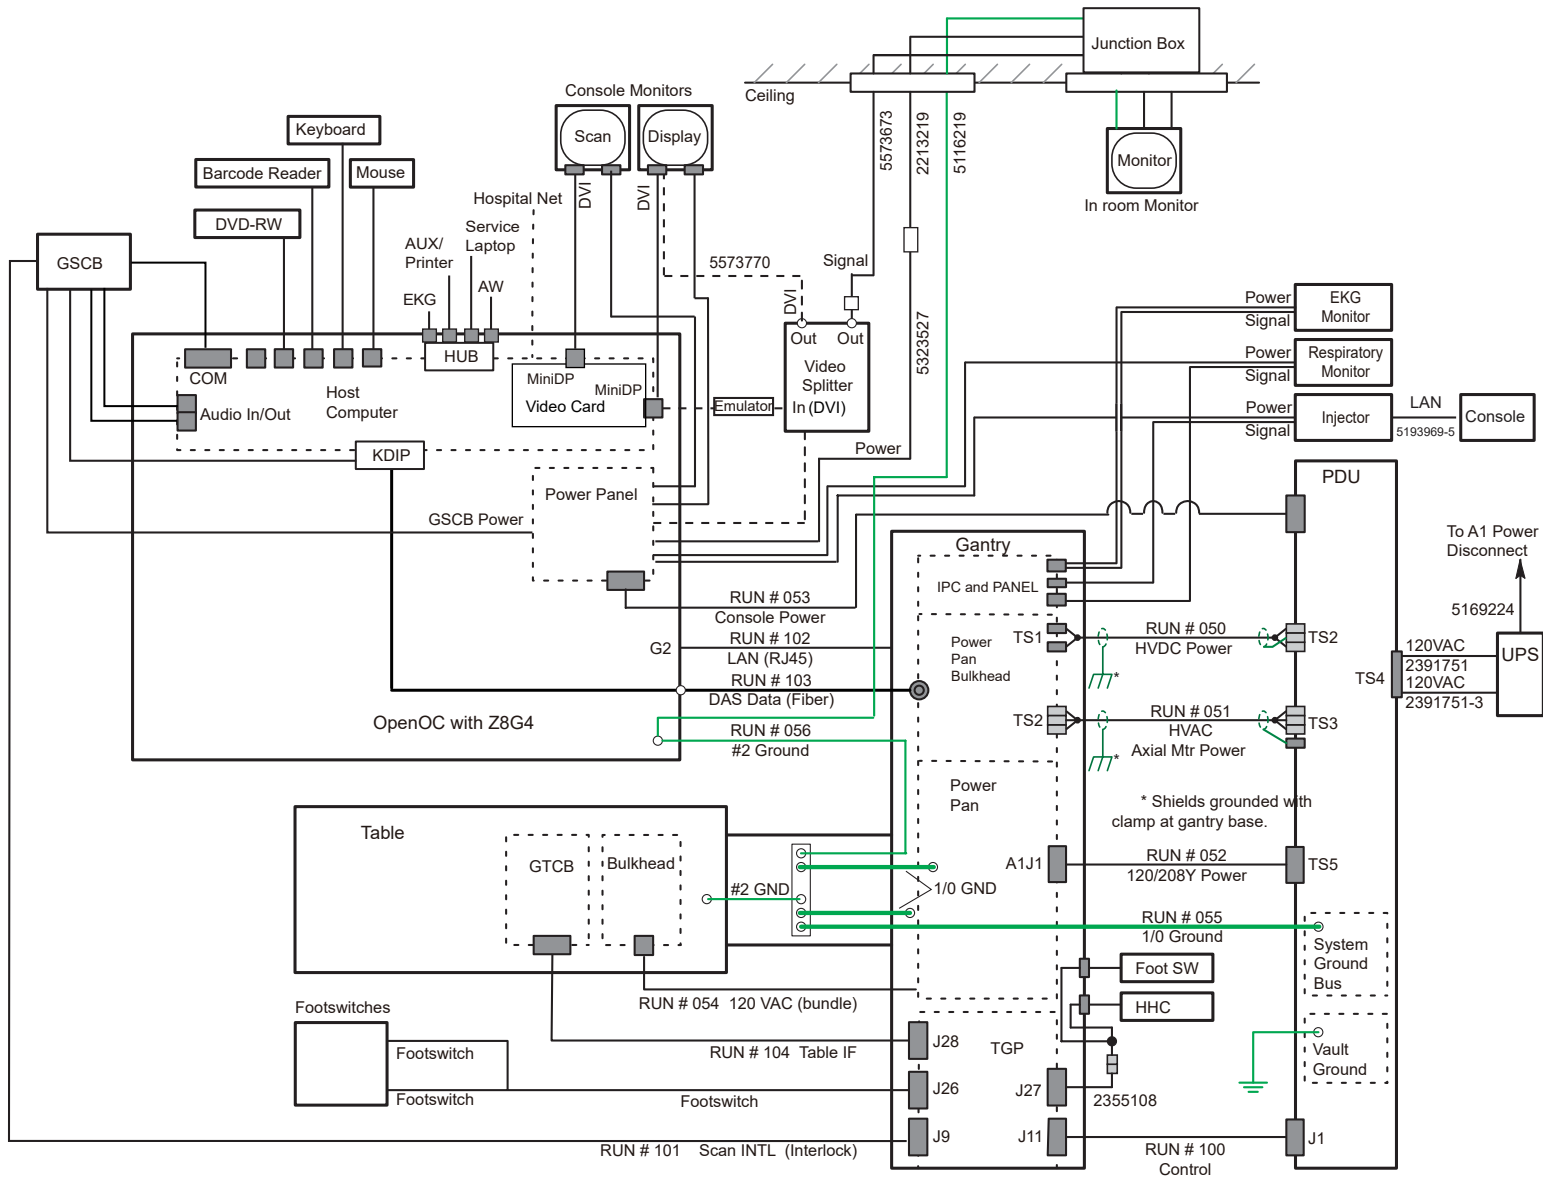 Junction Box
Ceiling
5573673
2213219
5116219
Monitor
In room Monitor
Console Monitors
Scan
Display
DVI
DVI
Keyboard
Barcode Reader
Mouse
DVD-RW
Hospital Net
Service
Laptop
AUX/
Printer
EKG
AW
GSCB
5573770
Signal
DVI
Out
Out
Video
Splitter
In (DVI)
5323527
HUB
COM
Host
Computer
Audio In/Out
MiniDP
MiniDP
Video Card
Emulator
KDIP
Power Panel
GSCB Power
Power
Power
Signal
EKG
Monitor
Power
Signal
Respiratory
Monitor
Power
Signal
Injector
LAN
5193969-5
Console
PDU
Gantry
IPC and PANEL
RUN # 053
Console Power
G2
RUN # 102
LAN (RJ45)
RUN # 103
DAS Data (Fiber)
OpenOC with Z8G4
RUN # 056
#2 Ground
Power
Pan
Bulkhead
TS1
RUN # 050
HVDC Power
TS2
*
TS2
RUN # 051
HVAC
Axial Mtr Power
TS3
*
To A1 Power
Disconnect
5169224
120VAC
2391751
120VAC
2391751-3
TS4
UPS
* Shields grounded with
clamp at gantry base.
Power
Pan
A1J1
RUN # 052
120/208Y Power
TS5
Table
GTCB
Bulkhead
#2 GND
1/0 GND
RUN # 055
1/0 Ground
System
Ground
Bus
Foot SW
HHC
RUN # 054 120 VAC (bundle)
Footswitches
Footswitch
Footswitch
Footswitch
RUN # 104 Table IF
J28
TGP
J26
J27
2355108
Vault
Ground
J9
J11
RUN # 101 Scan INTL (Interlock)
RUN # 100
Control
J1